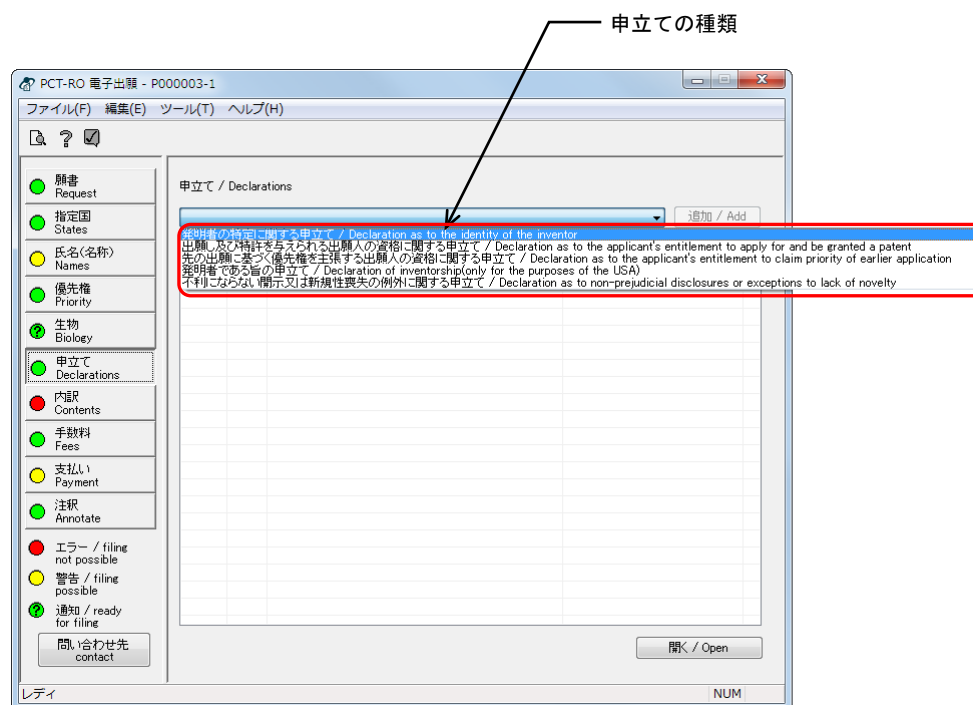 申立ての種類
PCT-RO 電子出願 - P000003-1
ファイル(F) 編集(E) ツール(T) ヘルプ(H)
願書
Request
指定国
States
氏名(名称)
Names
優先権
Priority
生物
Biology
申立て
Declarations
内訳
Contents
手数料
Fees
支払い
Payment
注釈
Annotate
エラー / filing
not possible
警告 / filing
possible
通知 / ready
for filing
問い合わせ先
contact
申立て / Declarations
追加 / Add
発明者の特定に関する申立て / Declaration as to the identity of the inventor
出願し及び特許を与えられる出願人の資格に関する申立て / Declaration as to the applicant's entitlement to apply for and be granted a patent
先の出願に基づく優先権を主張する出願人の資格に関する申立て / Declaration as to the applicant's entitlement to claim priority of earlier application
発明者である旨の申立て / Declaration of inventorship(only for the purposes of the USA)
不利にならない開示又は新規性喪失の例外に関する申立て / Declaration as to non-prejudicial disclosures or exceptions to lack of novelty
開く / Open
レディ
NUM